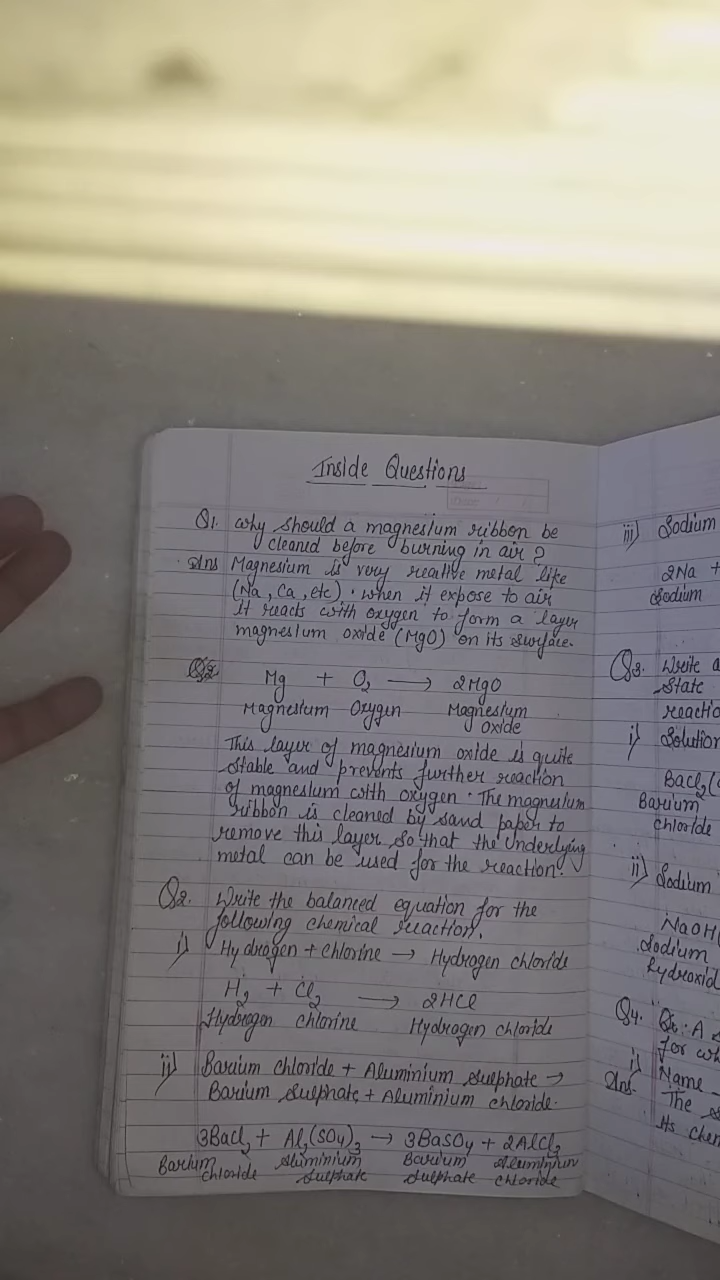 Inside Questions
Q1. Why should a magnesium ribbon be
cleaned before burning in air?
Ans Magnesium is very reactive metal like
(Na, Ca, etc). when it expose to air
It reacts with oxygen to form a layer
magnesium oxide (MgO) on its surface.
Mg + O₂ → 2MgO
Magnesium Oxygen Magnesium
oxide
This layer of magnesium oxide is quite
stable and prevents further reaction
of magnesium with oxygen. The magnesium
ribbon is cleaned by sand paper to
remove this layer so that the underlying
metal can be used for the reaction.
Q2. Write the balanced equation for the
following chemical reaction.
i) Hydrogen + Chlorine → Hydrogen chloride
H₂ + Cl₂ → 2HCl
Hydrogen chlorine Hydrogen chloride
ii) Barium chloride + Aluminium sulphate →
Barium sulphate + Aluminium chloride.
3BaCl₂ + Al₂(SO₄)₃ → 3BaSO₄ + 2AlCl₃
Barium Aluminium Barium Aluminium
chloride sulphate sulphate chloride
iii) Sodium
2Na +
Sodium
Q3. Write a
State
reactio
i) Solution
BaCl₂(
Barium
chloride
ii) Sodium
NaOH(
Sodium
hydroxid
Q4. A
for wh
i) Name
Ans. The
Its chem